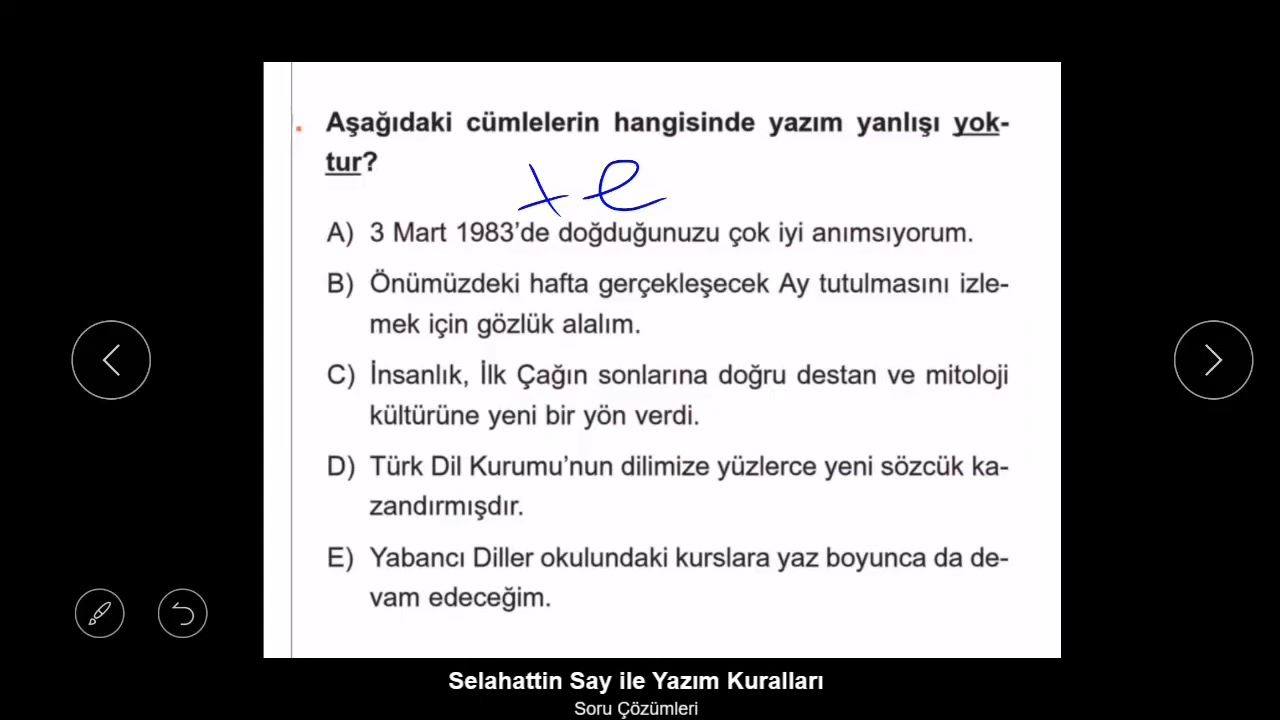 Aşağıdaki cümlelerin hangisinde yazım yanlışı yok-
tur?
te
A) 3 Mart 1983’de doğduğunuzu çok iyi anımsıyorum.
B) Önümüzdeki hafta gerçekleşecek Ay tutulmasını izle-
mek için gözlük alalım.
C) İnsanlık, İlk Çağın sonlarına doğru destan ve mitoloji
kültürüne yeni bir yön verdi.
D) Türk Dil Kurumu’nun dilimize yüzlerce yeni sözcük ka-
zandırmışdır.
E) Yabancı Diller okulundaki kurslara yaz boyunca da de-
vam edeceğim.
Selahattin Say ile Yazım Kuralları
Soru Çözümleri